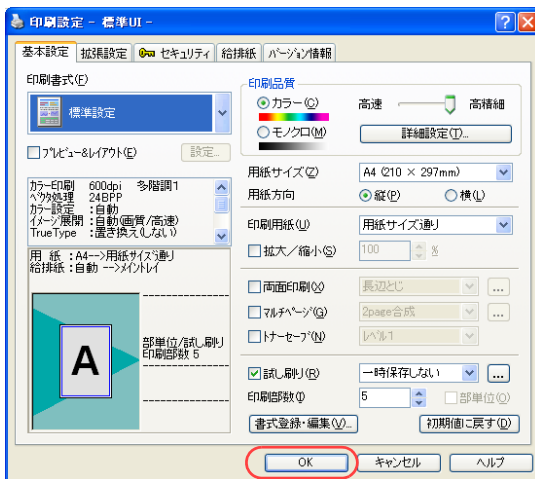 印刷設定 - 標準UI -
基本設定 拡張設定 セキュリティ 給排紙 バージョン情報
印刷書式(F)
標準設定
プレビュー&レイアウト(E) 設定...
カラー印刷 600dpi 多階調1
ベタ処理 24BPP
カラー設定 :自動
イメージ展開 :自動(画質/高速)
TrueType :置き換え(しない)
用 紙 :A4-->用紙サイズ通り
給排紙 :自動 -->メイントレイ
A
部単位/試し刷り
印刷部数 5
印刷品質
カラー(C) 高速 高精細
モノクロ(M) 詳細設定(T)...
用紙サイズ(Z) A4 (210 × 297mm)
用紙方向 縦(P) 横(L)
印刷用紙(U) 用紙サイズ通り
拡大/縮小(S) 100 %
両面印刷(X) 長辺とじ ...
マルチページ(G) 2page合成 ...
トナーセーブ(N) レベル1
試し刷り(R) 一時保存しない ...
印刷部数(I) 5 部単位(O)
書式登録・編集(V)... 初期値に戻す(D)
OK キャンセル ヘルプ